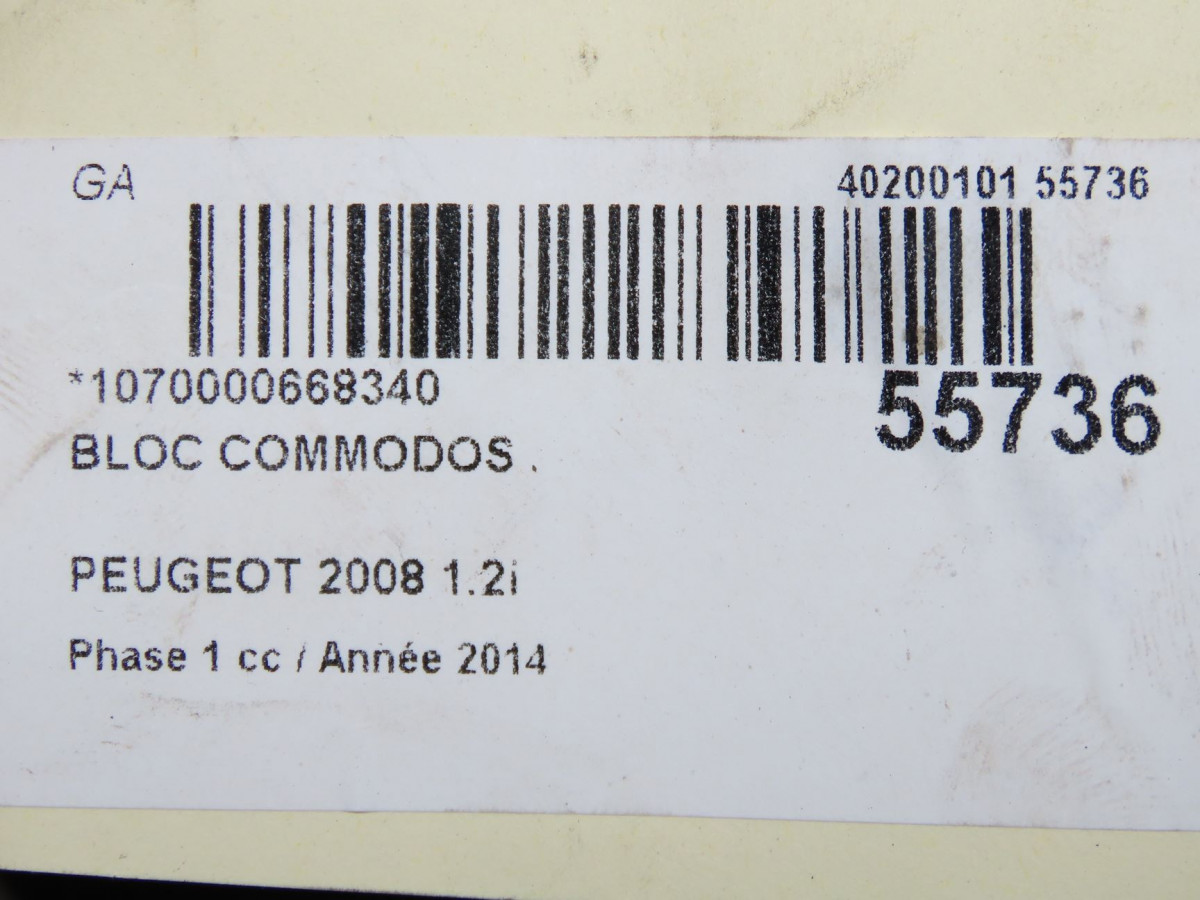 GA 40200101 55736
*1070000668340
55736
BLOC COMMODOS .
PEUGEOT 2008 1.2i
Phase 1 cc / Année 2014